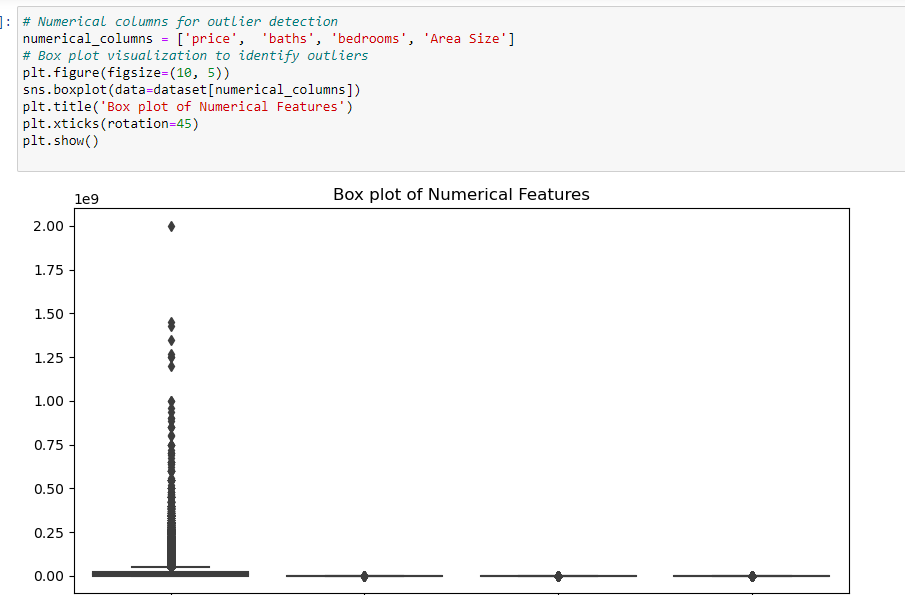 ]: # Numerical columns for outlier detection
numerical_columns = ['price',  'baths', 'bedrooms', 'Area Size']
# Box plot visualization to identify outliers
plt.figure(figsize=(10, 5))
sns.boxplot(data=dataset[numerical_columns])
plt.title('Box plot of Numerical Features')
plt.xticks(rotation=45)
plt.show()
Box plot of Numerical Features
1e9
2.00
1.75
1.50
1.25
1.00
0.75
0.50
0.25
0.00